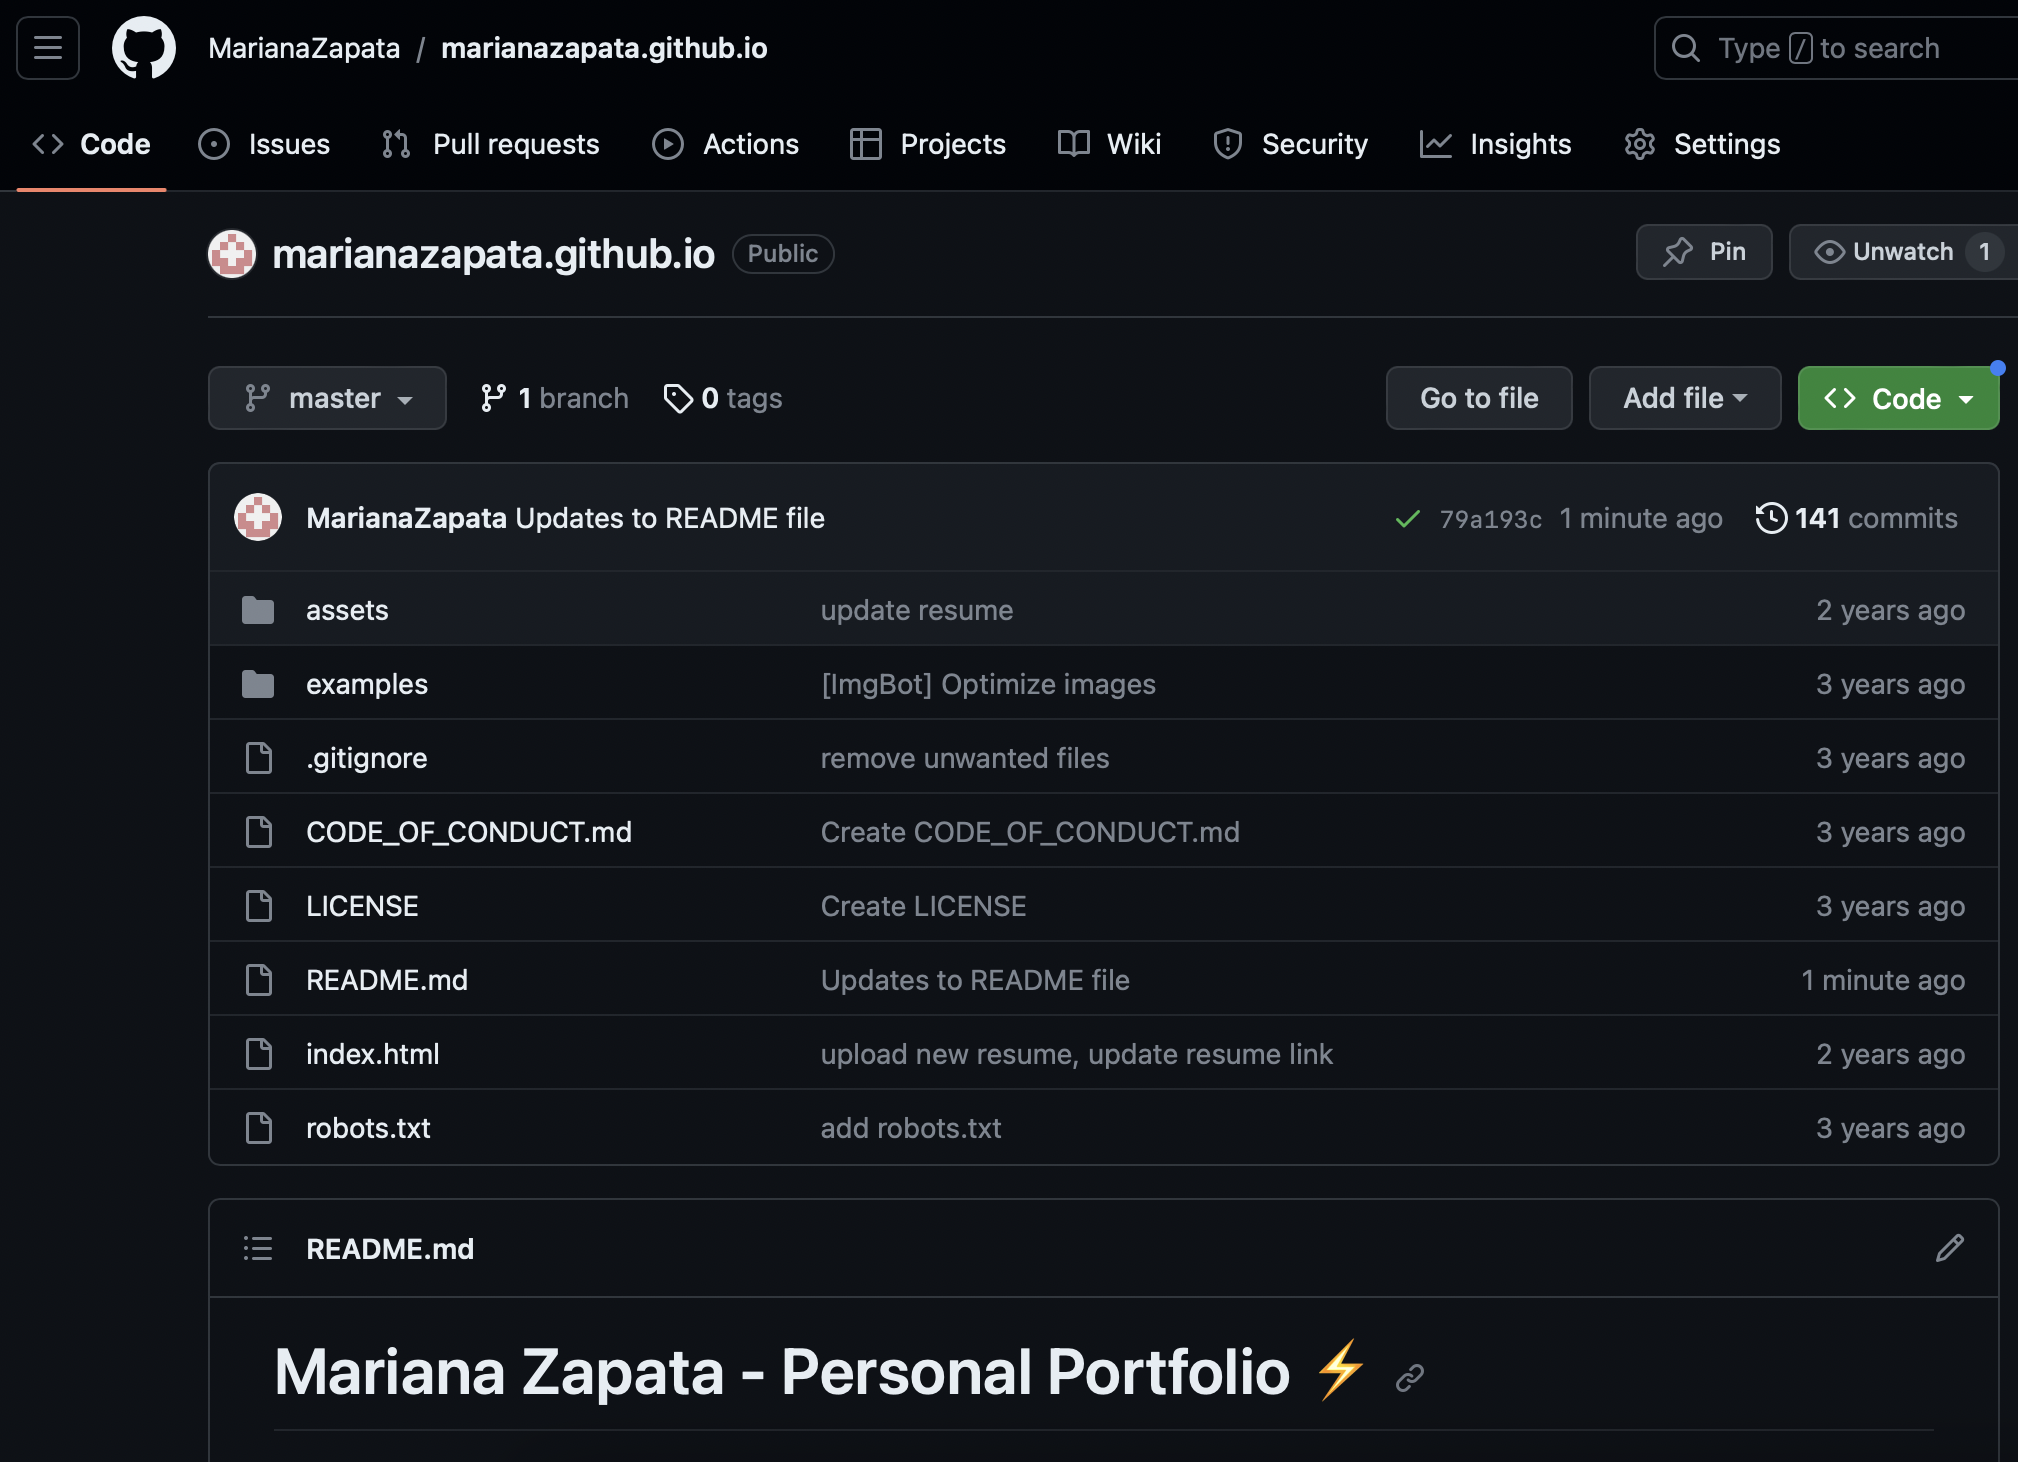 MarianaZapata / marianazapata.github.io Type / to search
Code Issues Pull requests Actions Projects Wiki Security Insights Settings
marianazapata.github.io Public Pin Unwatch 1
master 1 branch 0 tags Go to file Add file Code
MarianaZapata Updates to README file 79a193c 1 minute ago 141 commits
assets update resume 2 years ago
examples [ImgBot] Optimize images 3 years ago
.gitignore remove unwanted files 3 years ago
CODE_OF_CONDUCT.md Create CODE_OF_CONDUCT.md 3 years ago
LICENSE Create LICENSE 3 years ago
README.md Updates to README file 1 minute ago
index.html upload new resume, update resume link 2 years ago
robots.txt add robots.txt 3 years ago
README.md
Mariana Zapata - Personal Portfolio ⚡